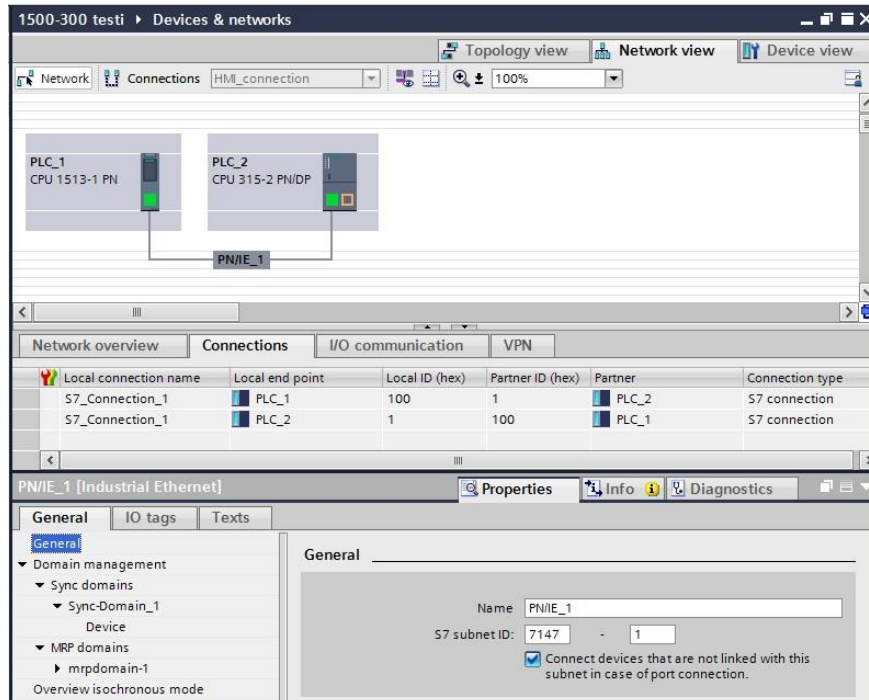 1500-300 testi ▸ Devices & networks
Topology view Network view Device view
Network Connections HMI_connection 100%
PLC_1 PLC_2
CPU 1513-1 PN CPU 315-2 PN/DP
PN/IE_1
Network overview Connections I/O communication VPN
Local connection name Local end point Local ID (hex) Partner ID (hex) Partner Connection type
S7_Connection_1 PLC_1 100 1 PLC_2 S7 connection
S7_Connection_1 PLC_2 1 100 PLC_1 S7 connection
PN/IE_1 [Industrial Ethernet] Properties Info Diagnostics
General IO tags Texts
General General
Domain management
Sync domains
Sync-Domain_1 Name PN/IE_1
Device S7 subnet ID: 7147 - 1
MRP domains Connect devices that are not linked with this
mrpdomain-1 subnet in case of port connection.
Overview isochronous mode